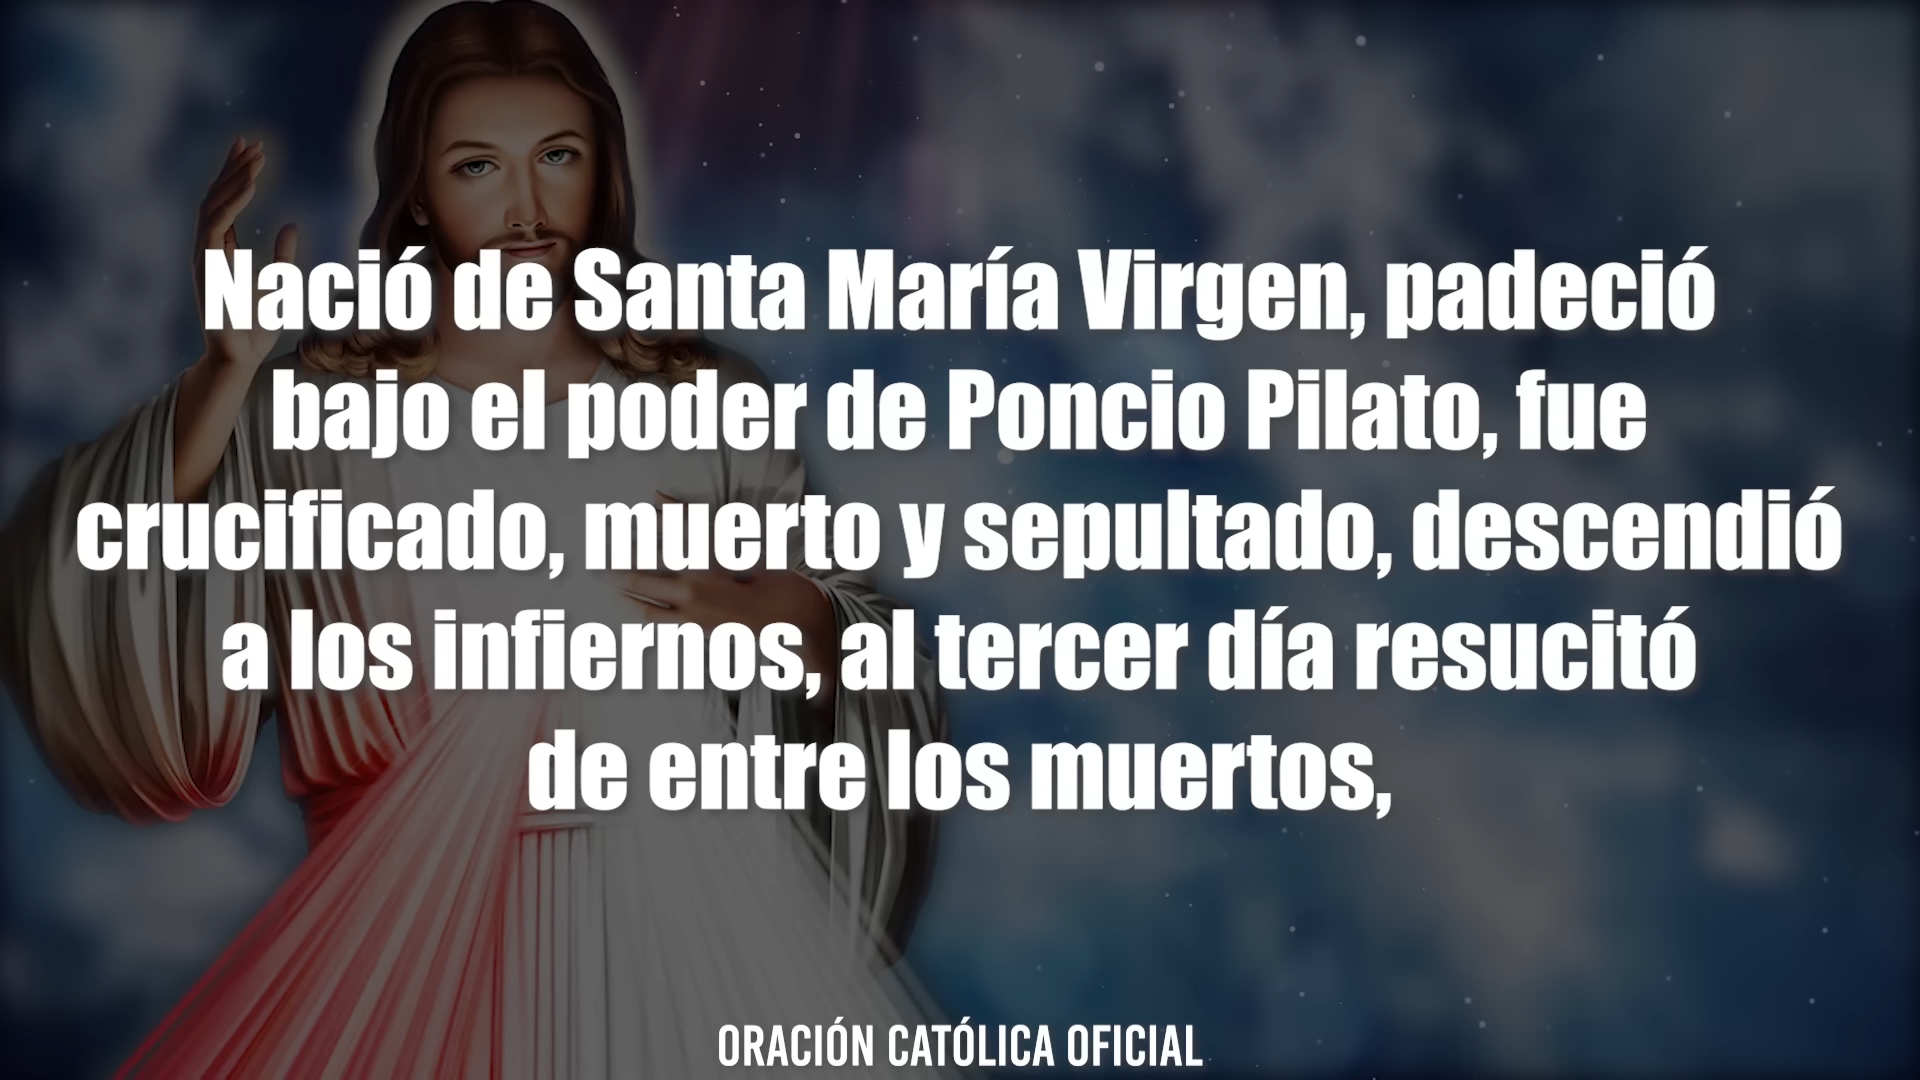 Nació de Santa María Virgen, padeció
bajo el poder de Poncio Pilato, fue
crucificado, muerto y sepultado, descendió
a los infiernos, al tercer día resucitó
de entre los muertos,
ORACIÓN CATÓLICA OFICIAL